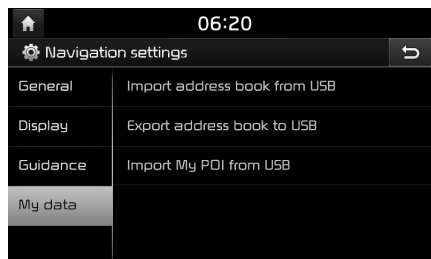 06:20
Navigation settings
General
Import address book from USB
Display
Export address book to USB
Guidance
Import My POI from USB
My data